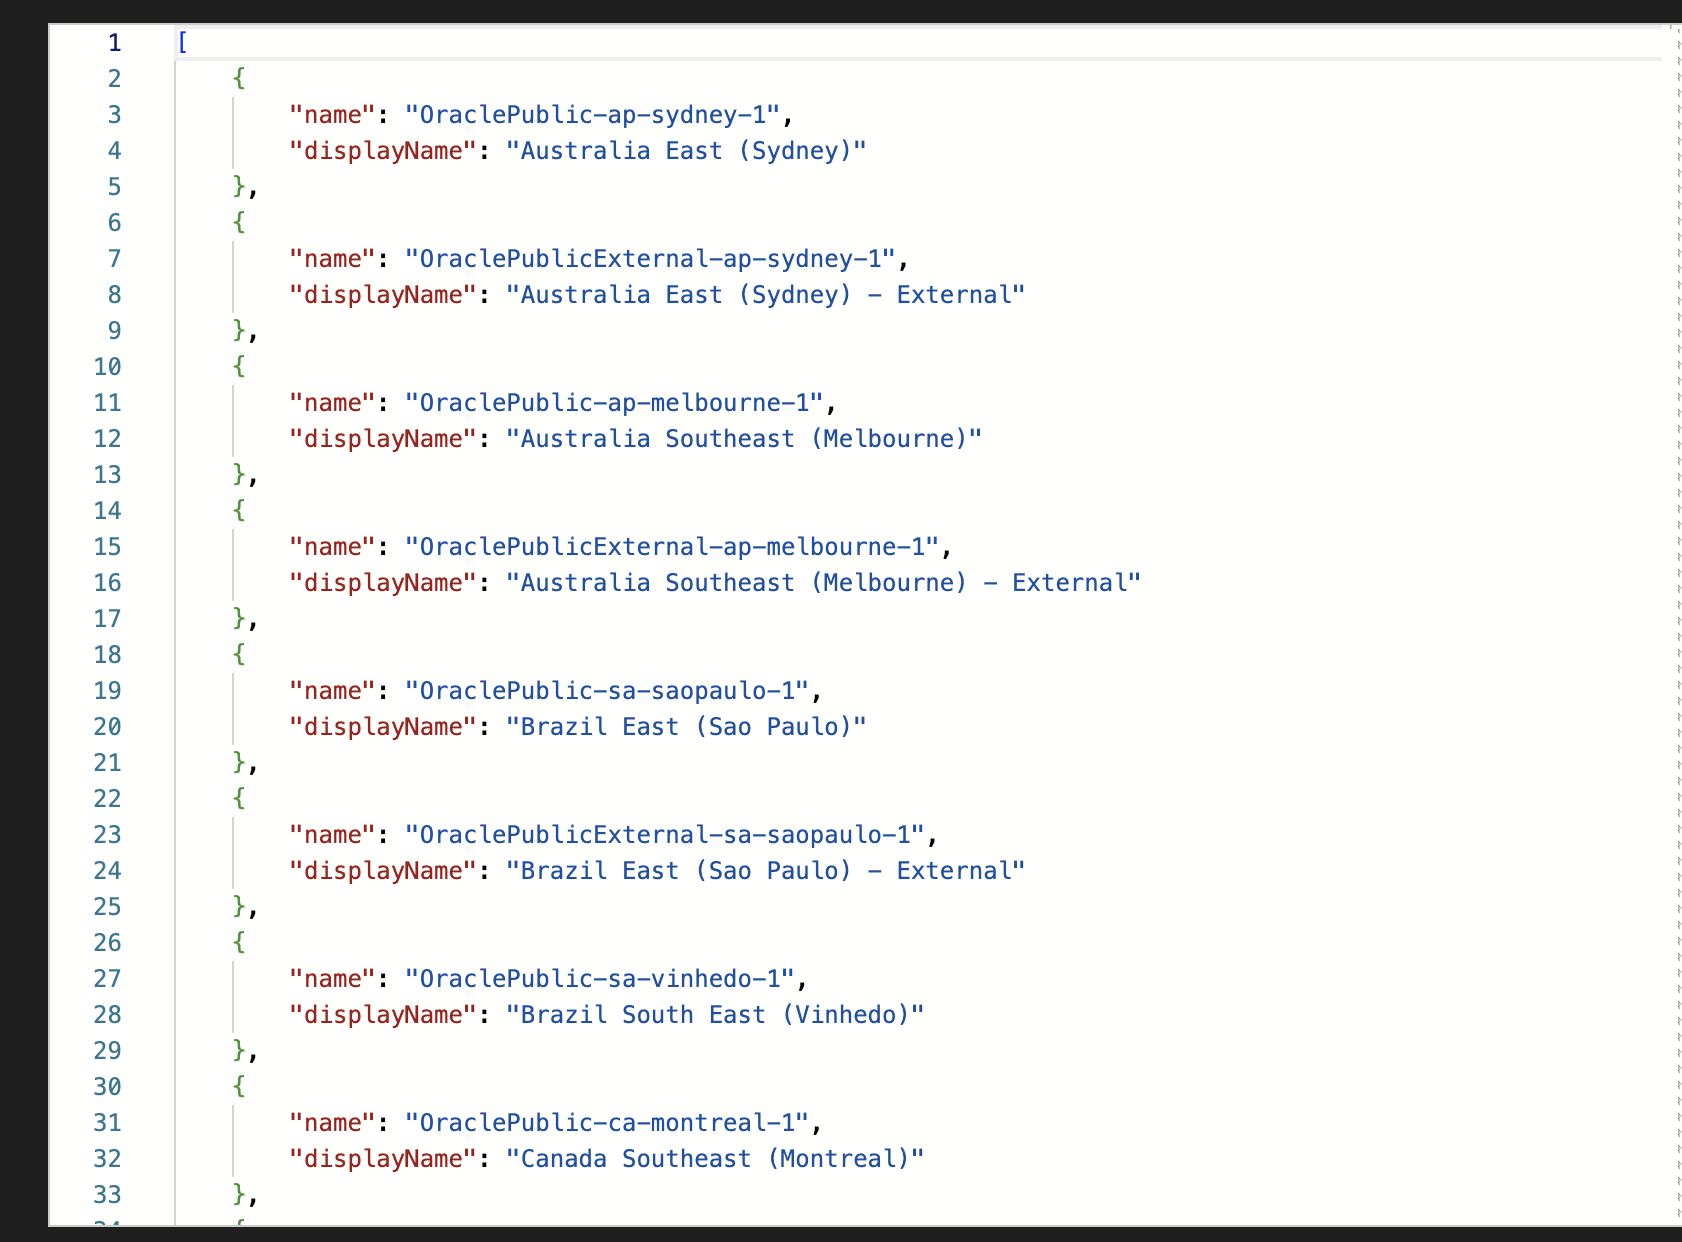 1 [
2 {
3 "name": "OraclePublic-ap-sydney-1",
4 "displayName": "Australia East (Sydney)"
5 },
6 {
7 "name": "OraclePublicExternal-ap-sydney-1",
8 "displayName": "Australia East (Sydney) - External"
9 },
10 {
11 "name": "OraclePublic-ap-melbourne-1",
12 "displayName": "Australia Southeast (Melbourne)"
13 },
14 {
15 "name": "OraclePublicExternal-ap-melbourne-1",
16 "displayName": "Australia Southeast (Melbourne) - External"
17 },
18 {
19 "name": "OraclePublic-sa-saopaulo-1",
20 "displayName": "Brazil East (Sao Paulo)"
21 },
22 {
23 "name": "OraclePublicExternal-sa-saopaulo-1",
24 "displayName": "Brazil East (Sao Paulo) - External"
25 },
26 {
27 "name": "OraclePublic-sa-vinhedo-1",
28 "displayName": "Brazil South East (Vinhedo)"
29 },
30 {
31 "name": "OraclePublic-ca-montreal-1",
32 "displayName": "Canada Southeast (Montreal)"
33 },